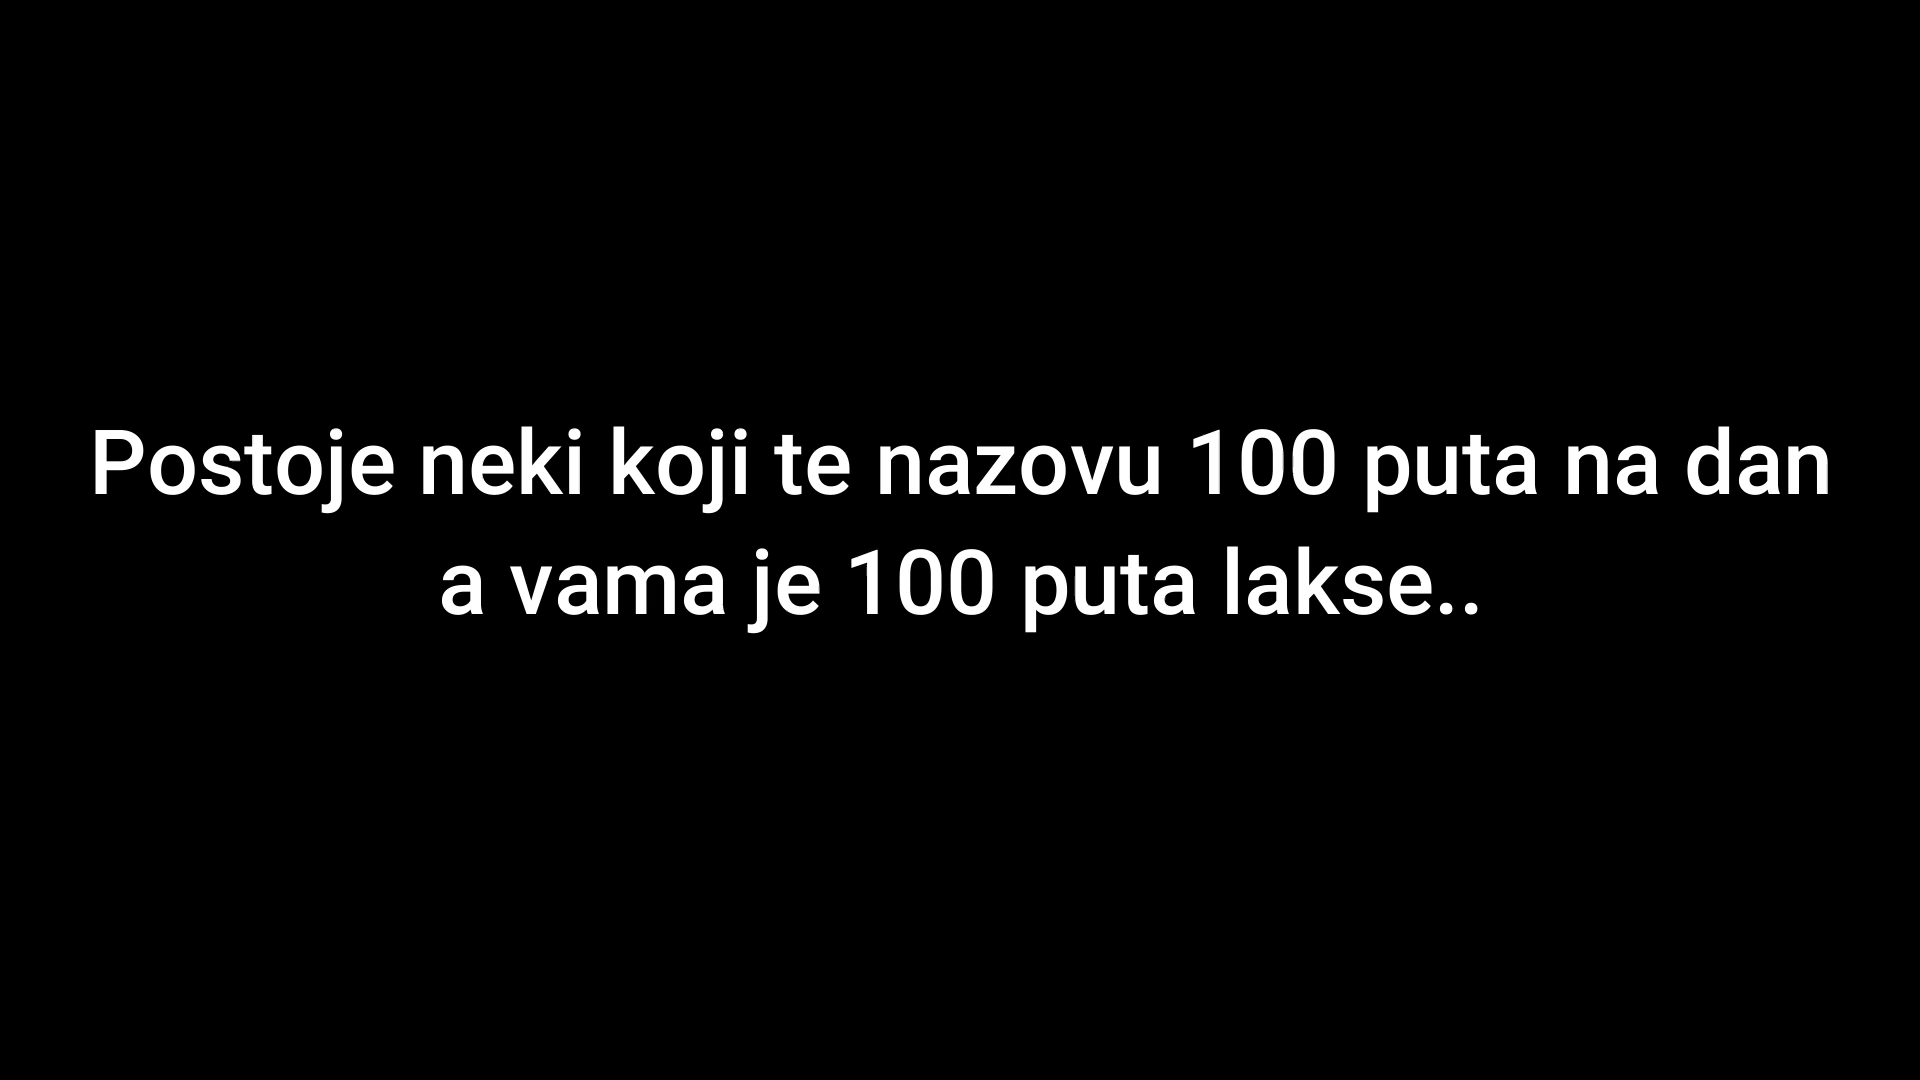 Postoje neki koji te nazovu 100 puta na dan
a vama je 100 puta lakse..